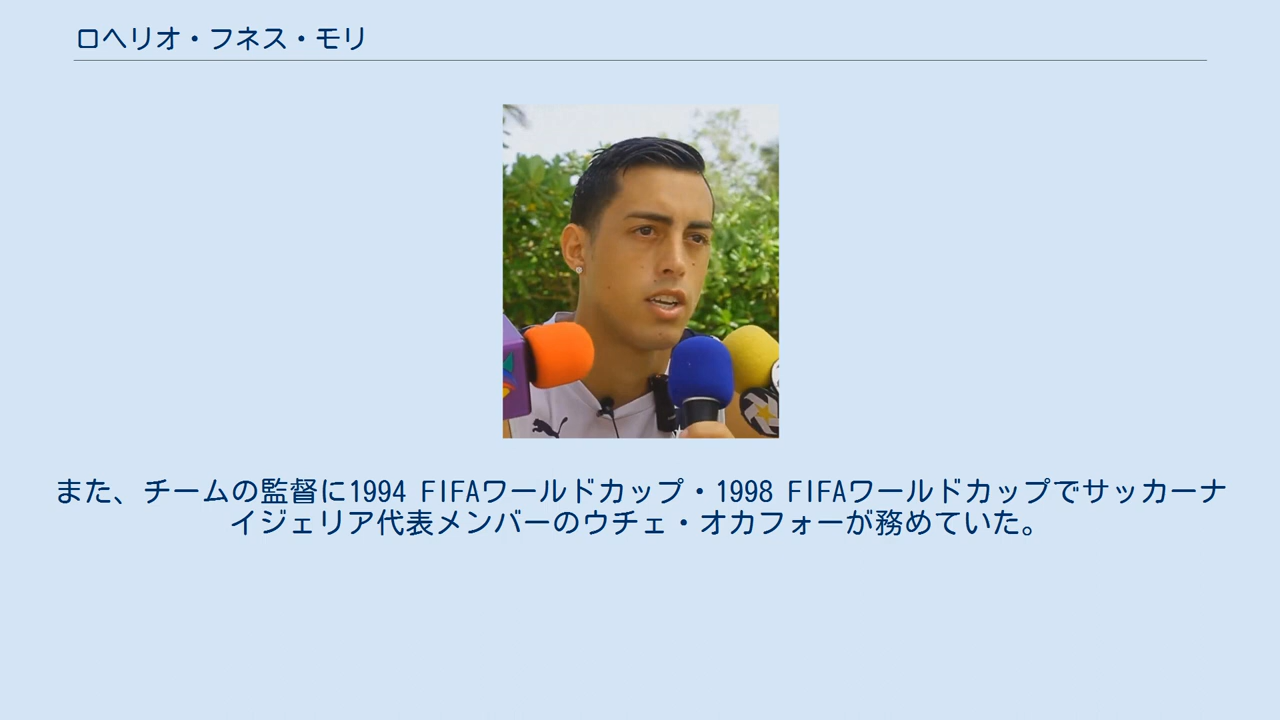 ロヘリオ・フネス・モリ
また、チームの監督に1994 FIFAワールドカップ・1998 FIFAワールドカップでサッカーナ
イジェリア代表メンバーのウチェ・オカフォーが務めていた。